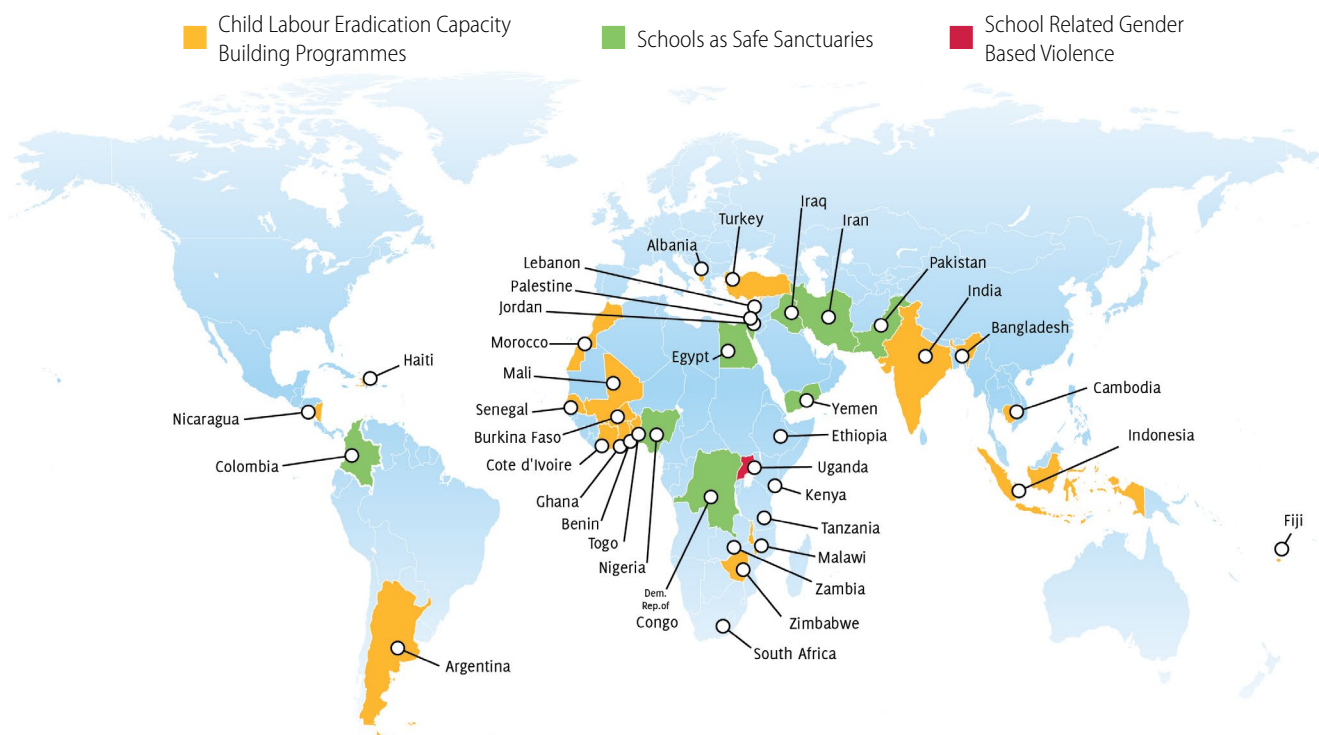 Child Labour Eradication Capacity
Building Programmes
Schools as Safe Sanctuaries
School Related Gender
Based Violence
Iraq
Turkey
Iran
Albania
Lebanon
Pakistan
Palestine
India
Jordan
Bangladesh
Morocco
Egypt
Haiti
Mali
Cambodia
Senegal
Yemen
Nicaragua
Burkina Faso
Ethiopia
Indonesia
Colombia
Cote d'Ivoire
Uganda
Kenya
Ghana
Benin
Tanzania
Fiji
Togo
Malawi
Nigeria
Zambia
Dem.
Rep.of
Congo
Zimbabwe
South Africa
Argentina